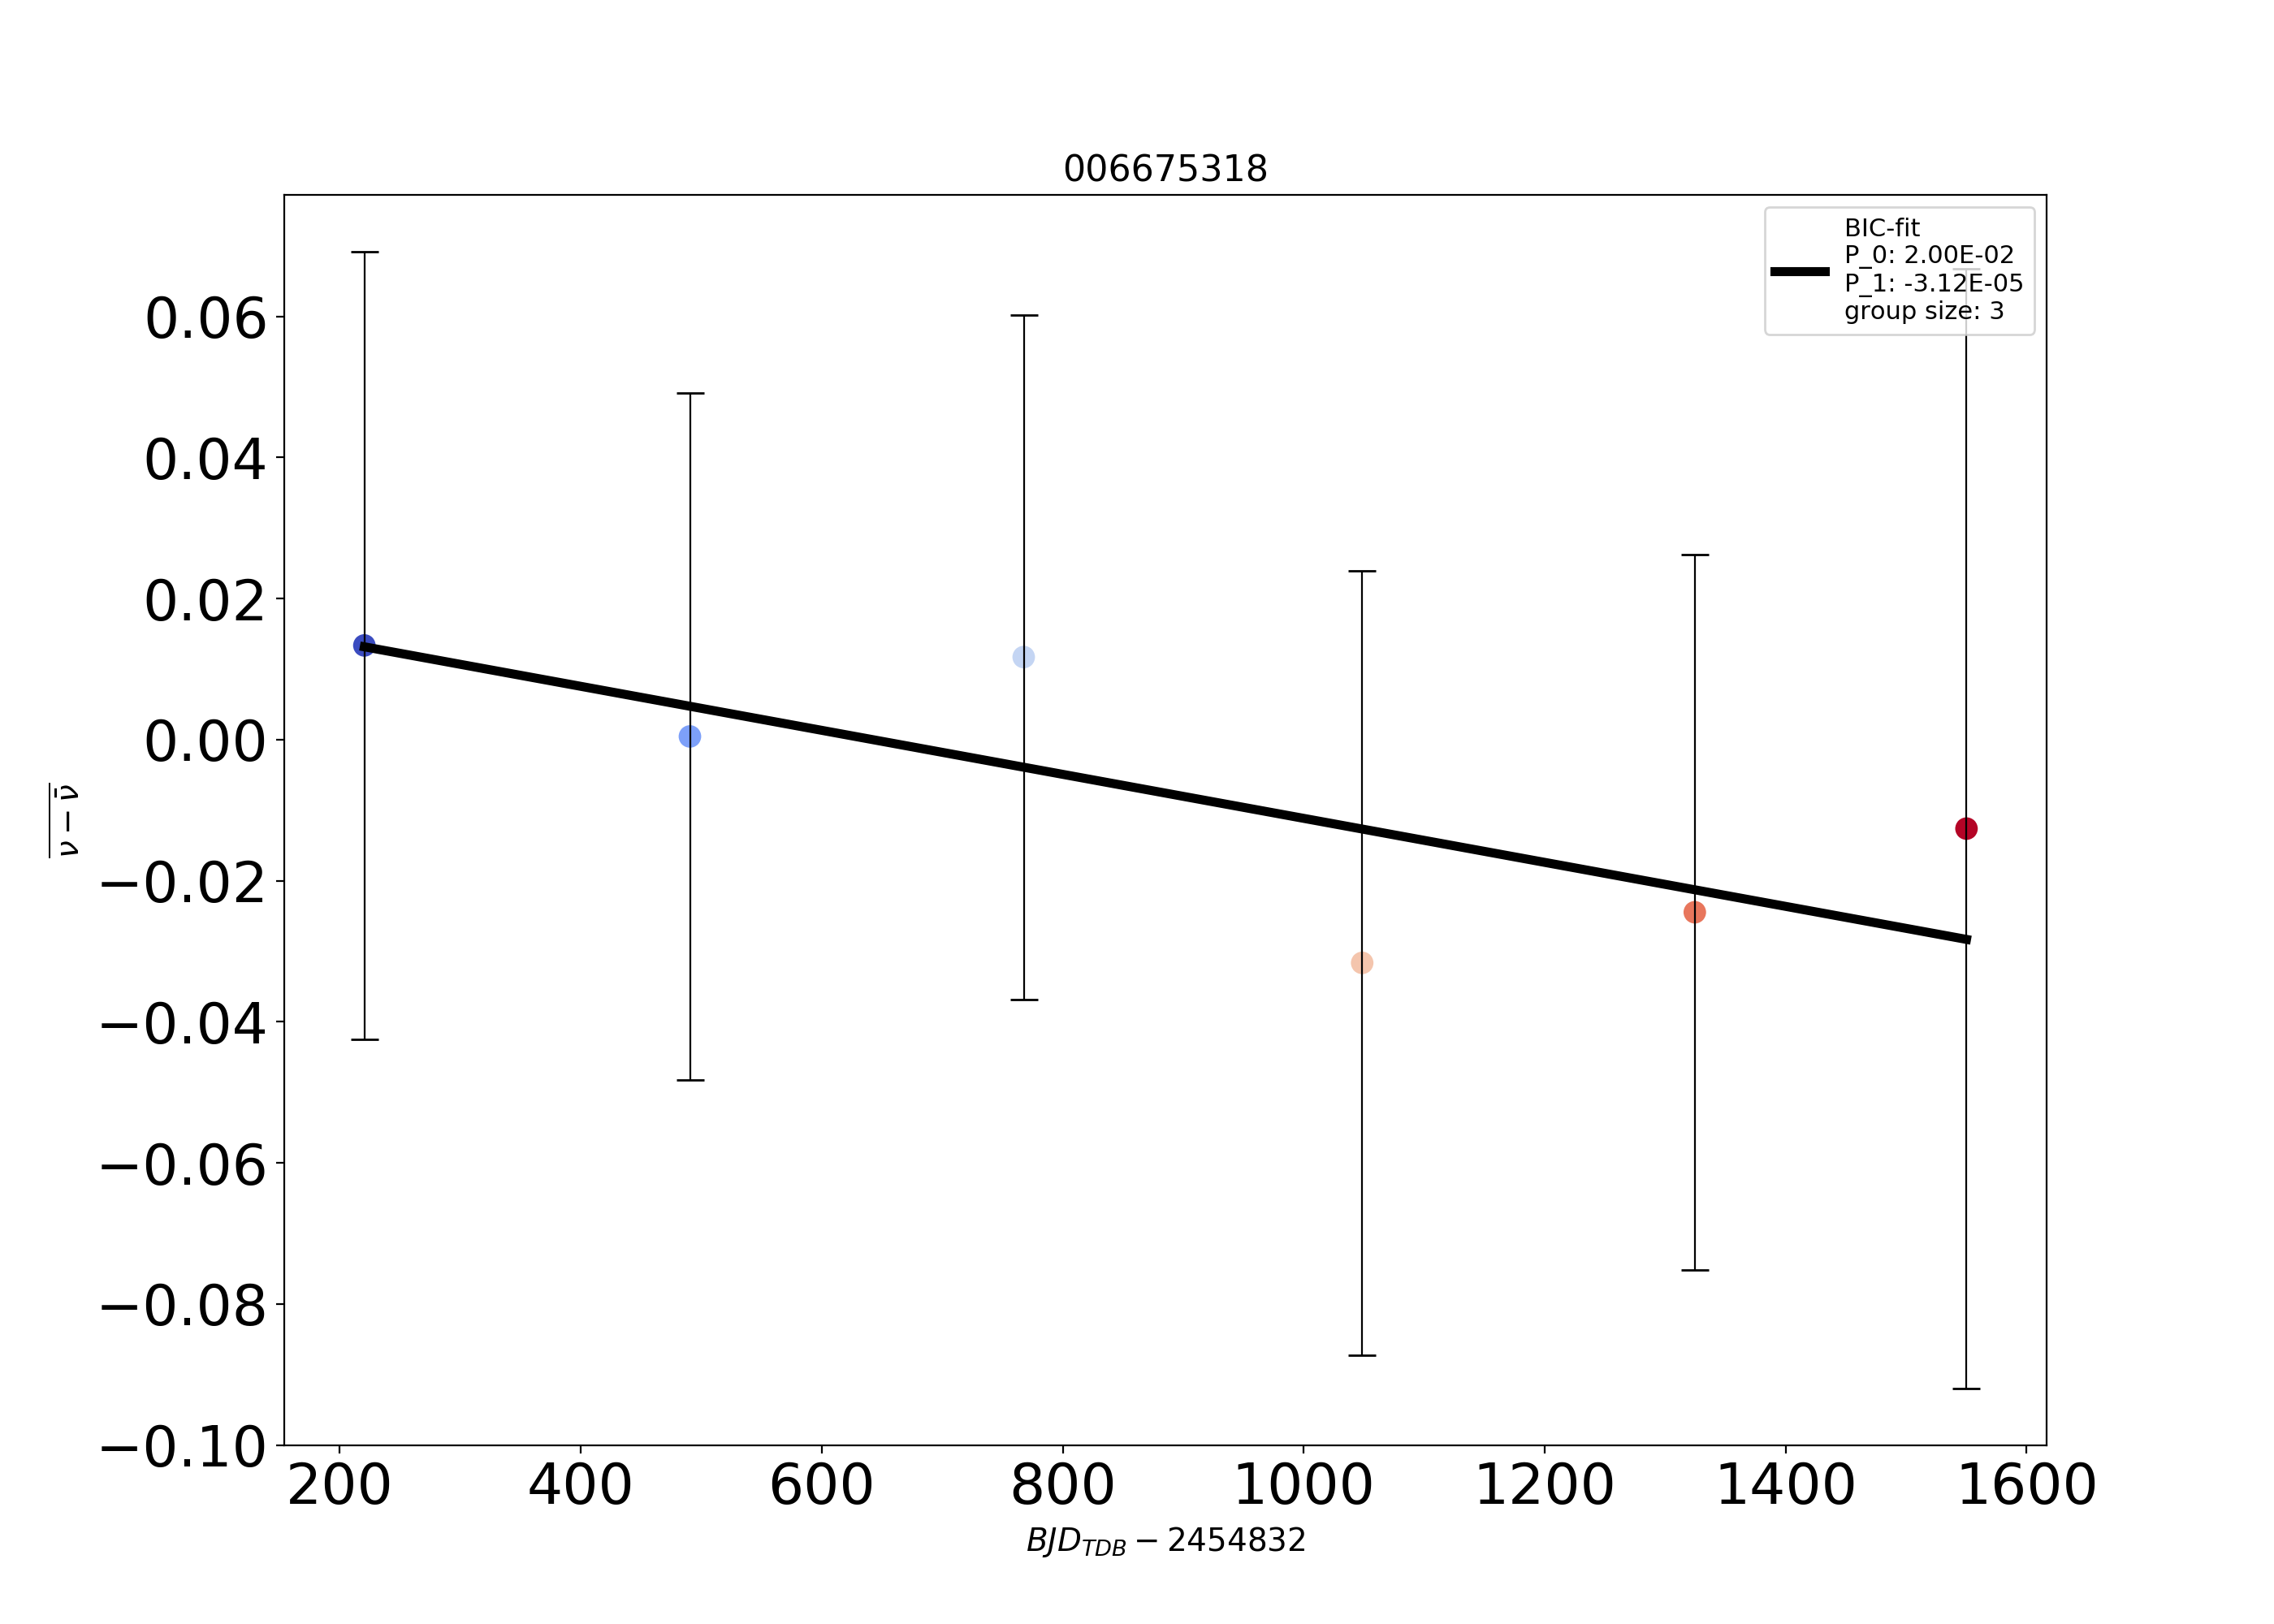 006675318
BIC-fit
P_0: 2.00E-02
P_1: -3.12E-05
group size: 3
0.06
0.04
0.02
0.00
−0.02
−0.04
−0.06
−0.08
−0.10
ν − ν̄
200 400 600 800 1000 1200 1400 1600
BJD_TDB − 2454832